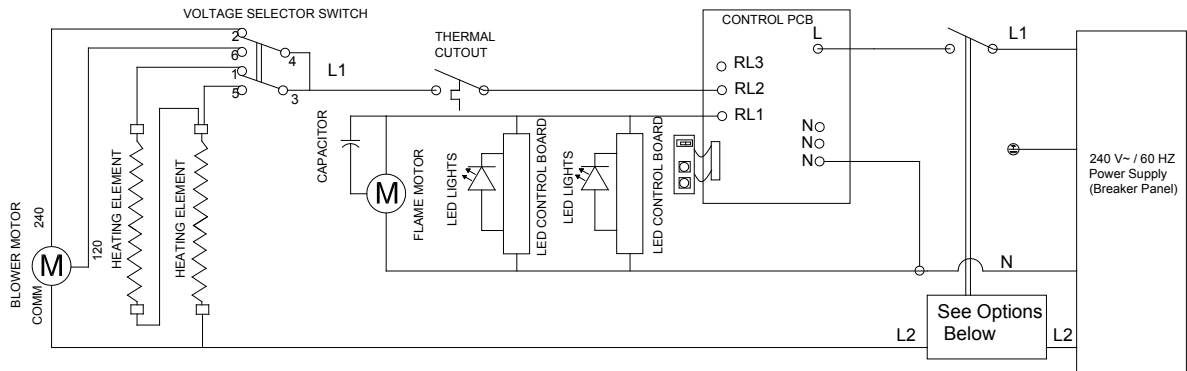 VOLTAGE SELECTOR SWITCH
CONTROL PCB
THERMAL
CUTOUT
2
6
4
1
5
3
L1
L
L1
RL3
RL2
RL1
N
N
N
CAPACITOR
M
FLAME MOTOR
LED LIGHTS
LED CONTROL BOARD
LED LIGHTS
LED CONTROL BOARD
240 V~ / 60 HZ
Power Supply
(Breaker Panel)
BLOWER MOTOR
COMM
240
120
M
HEATING ELEMENT
HEATING ELEMENT
N
See Options
Below
L2
L2